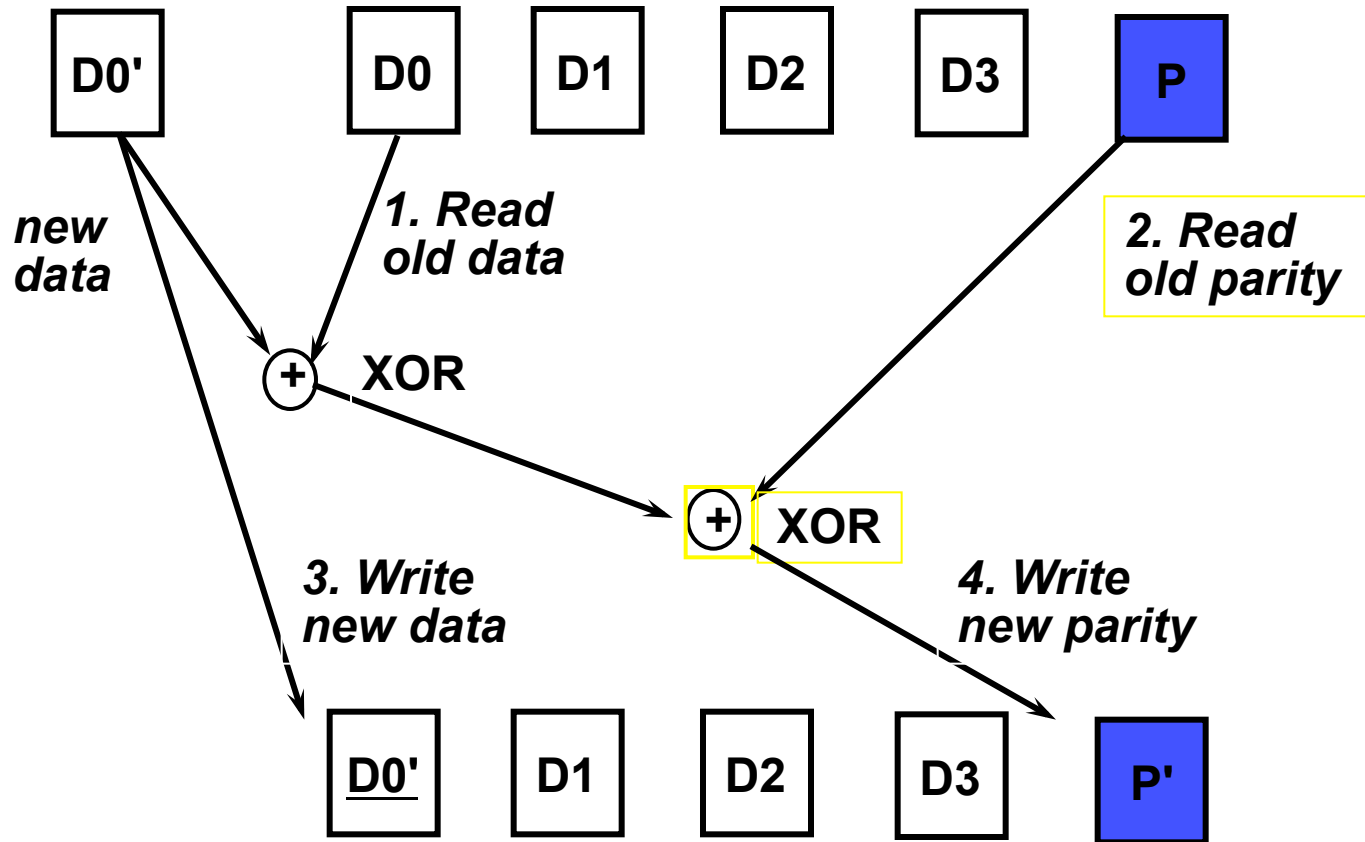 D0' D0 D1 D2 D3 P
new
data
1. Read
old data
2. Read
old parity
+ XOR
+ XOR
3. Write
new data
4. Write
new parity
D0' D1 D2 D3 P'